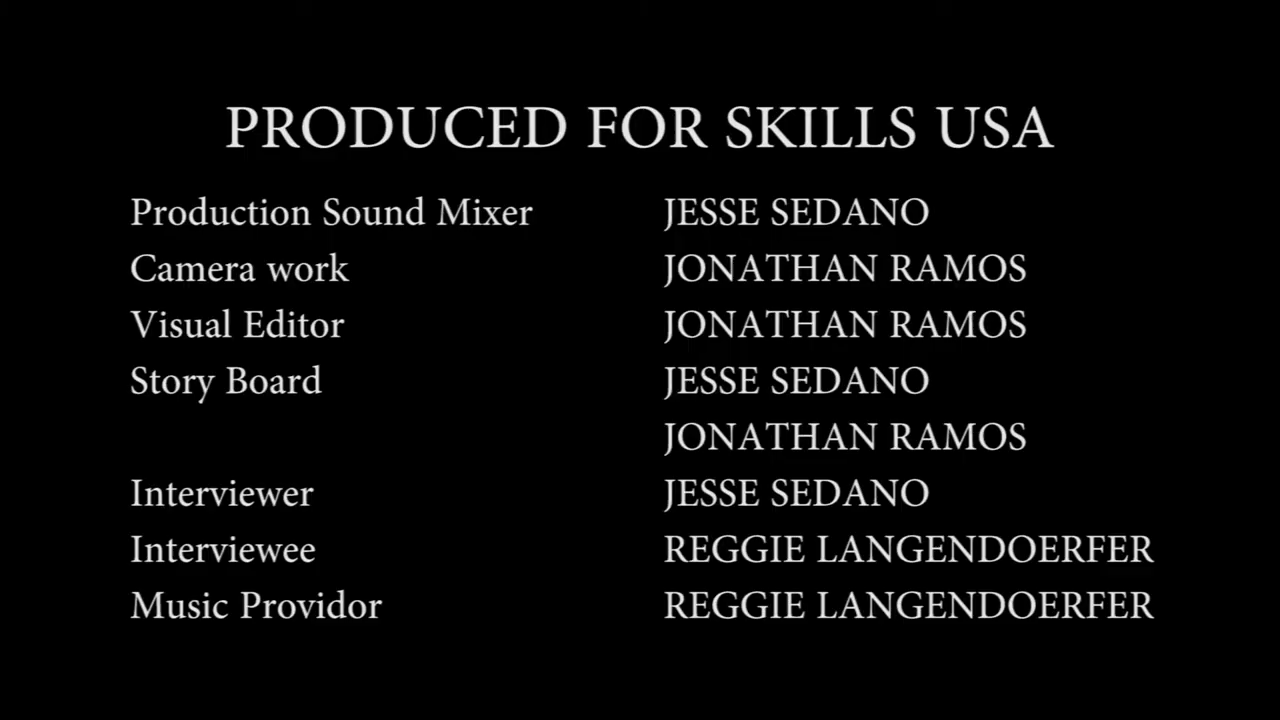 PRODUCED FOR SKILLS USA
Production Sound Mixer JESSE SEDANO
Camera work JONATHAN RAMOS
Visual Editor JONATHAN RAMOS
Story Board JESSE SEDANO
JONATHAN RAMOS
Interviewer JESSE SEDANO
Interviewee REGGIE LANGENDOERFER
Music Providor REGGIE LANGENDOERFER